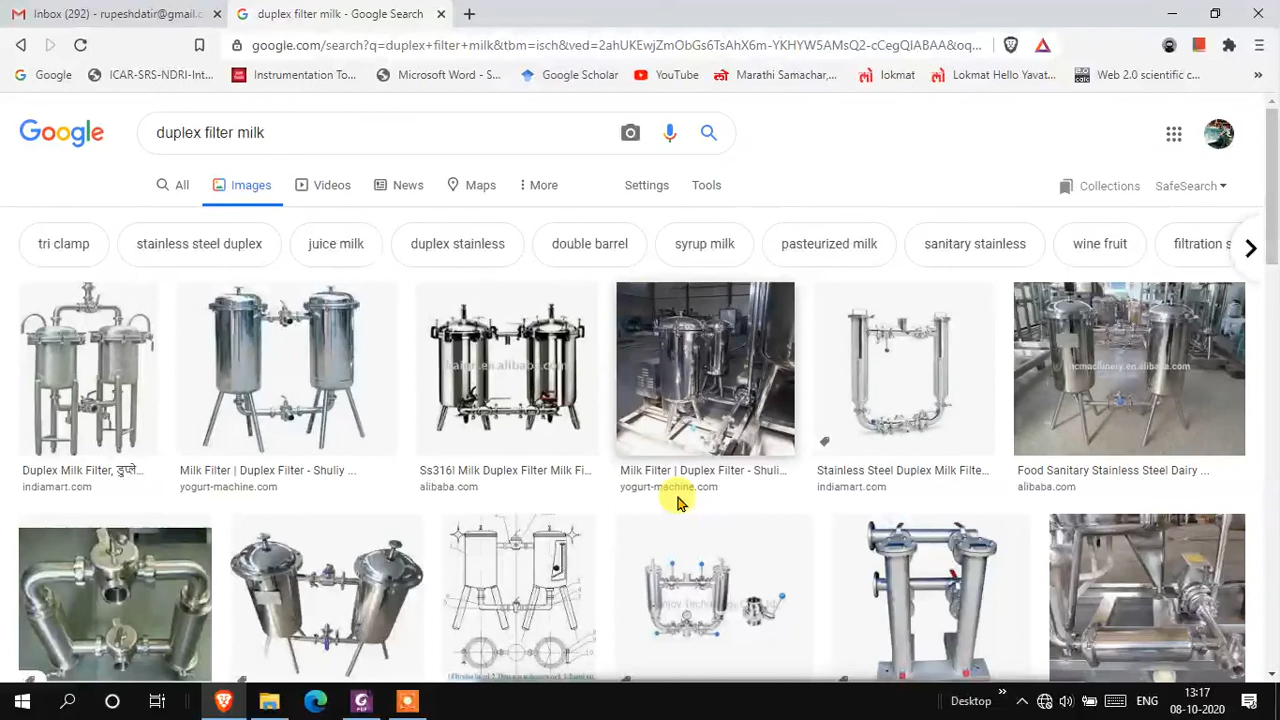 Inbox (292) - rupeshdatir@gmail.c
duplex filter milk - Google Search
google.com/search?q=duplex+filter+milk&tbm=isch&ved=2ahUKEwjZmObGs6TsAhX6m-YKHYW5AMsQ2-cCegQIABAA&oq...
Google
ICAR-SRS-NDRI-Int...
Instrumentation To...
Microsoft Word - S...
Google Scholar
YouTube
Marathi Samachar,...
lokmat
Lokmat Hello Yavat...
Web 2.0 scientific c...
Google
duplex filter milk
All
Images
Videos
News
Maps
More
Settings
Tools
Collections
SafeSearch
tri clamp
stainless steel duplex
juice milk
duplex stainless
double barrel
syrup milk
pasteurized milk
sanitary stainless
wine fruit
filtration s
Duplex Milk Filter, डुप्ले...
indiamart.com
Milk Filter | Duplex Filter - Shuliy ...
yogurt-machine.com
Ss316l Milk Duplex Filter Milk Fi...
alibaba.com
Milk Filter | Duplex Filter - Shuli...
yogurt-machine.com
Stainless Steel Duplex Milk Filte...
indiamart.com
Food Sanitary Stainless Steel Dairy ...
alibaba.com
Desktop
ENG
13:17
08-10-2020